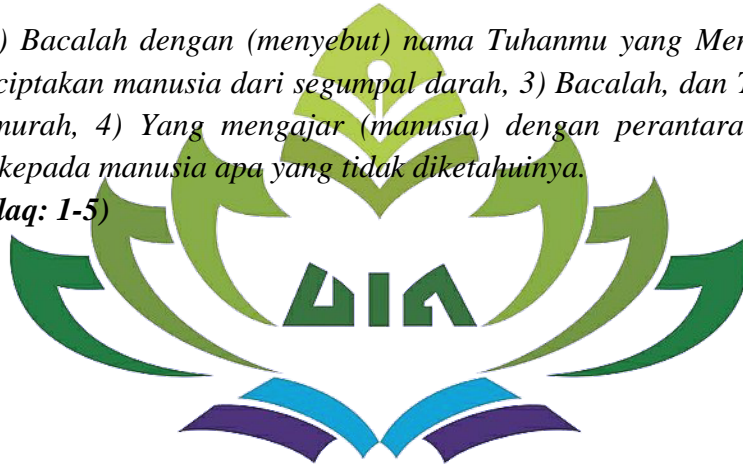 ) Bacalah dengan (menyebut) nama Tuhanmu yang Men
ciptakan manusia dari segumpal darah, 3) Bacalah, dan T
murah, 4) Yang mengajar (manusia) dengan perantara
kepada manusia apa yang tidak diketahuinya.
laq: 1-5)
UIN